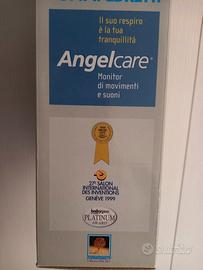 Il suo respiro
è la tua
tranquillità
Angelcare®
Monitor
di movimenti
e suoni
27e SALON
INTERNATIONAL
DES INVENTIONS
GENÈVE 1999
PLATINUM
AWARD